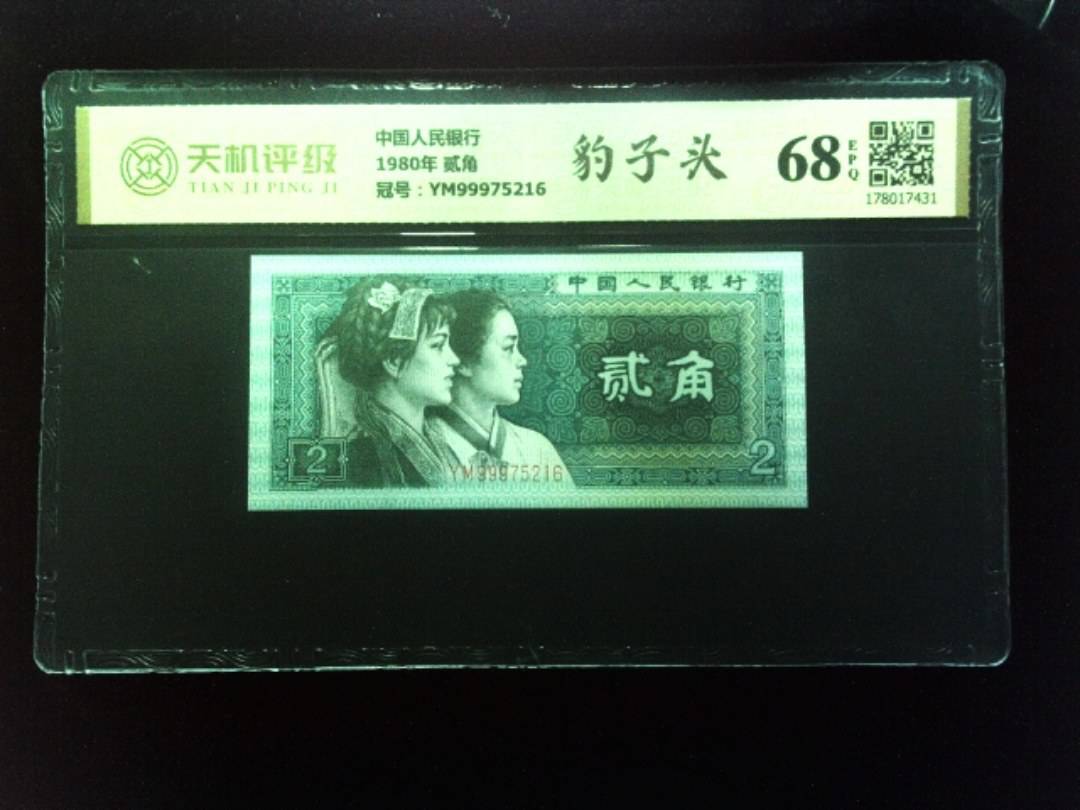 天机评级
TIAN JI PING JI
中国人民银行
1980年 贰角
冠号：YM99975216
豹子头
68
EPQ
178017431
中国人民银行
贰角
2
2
YM99975216